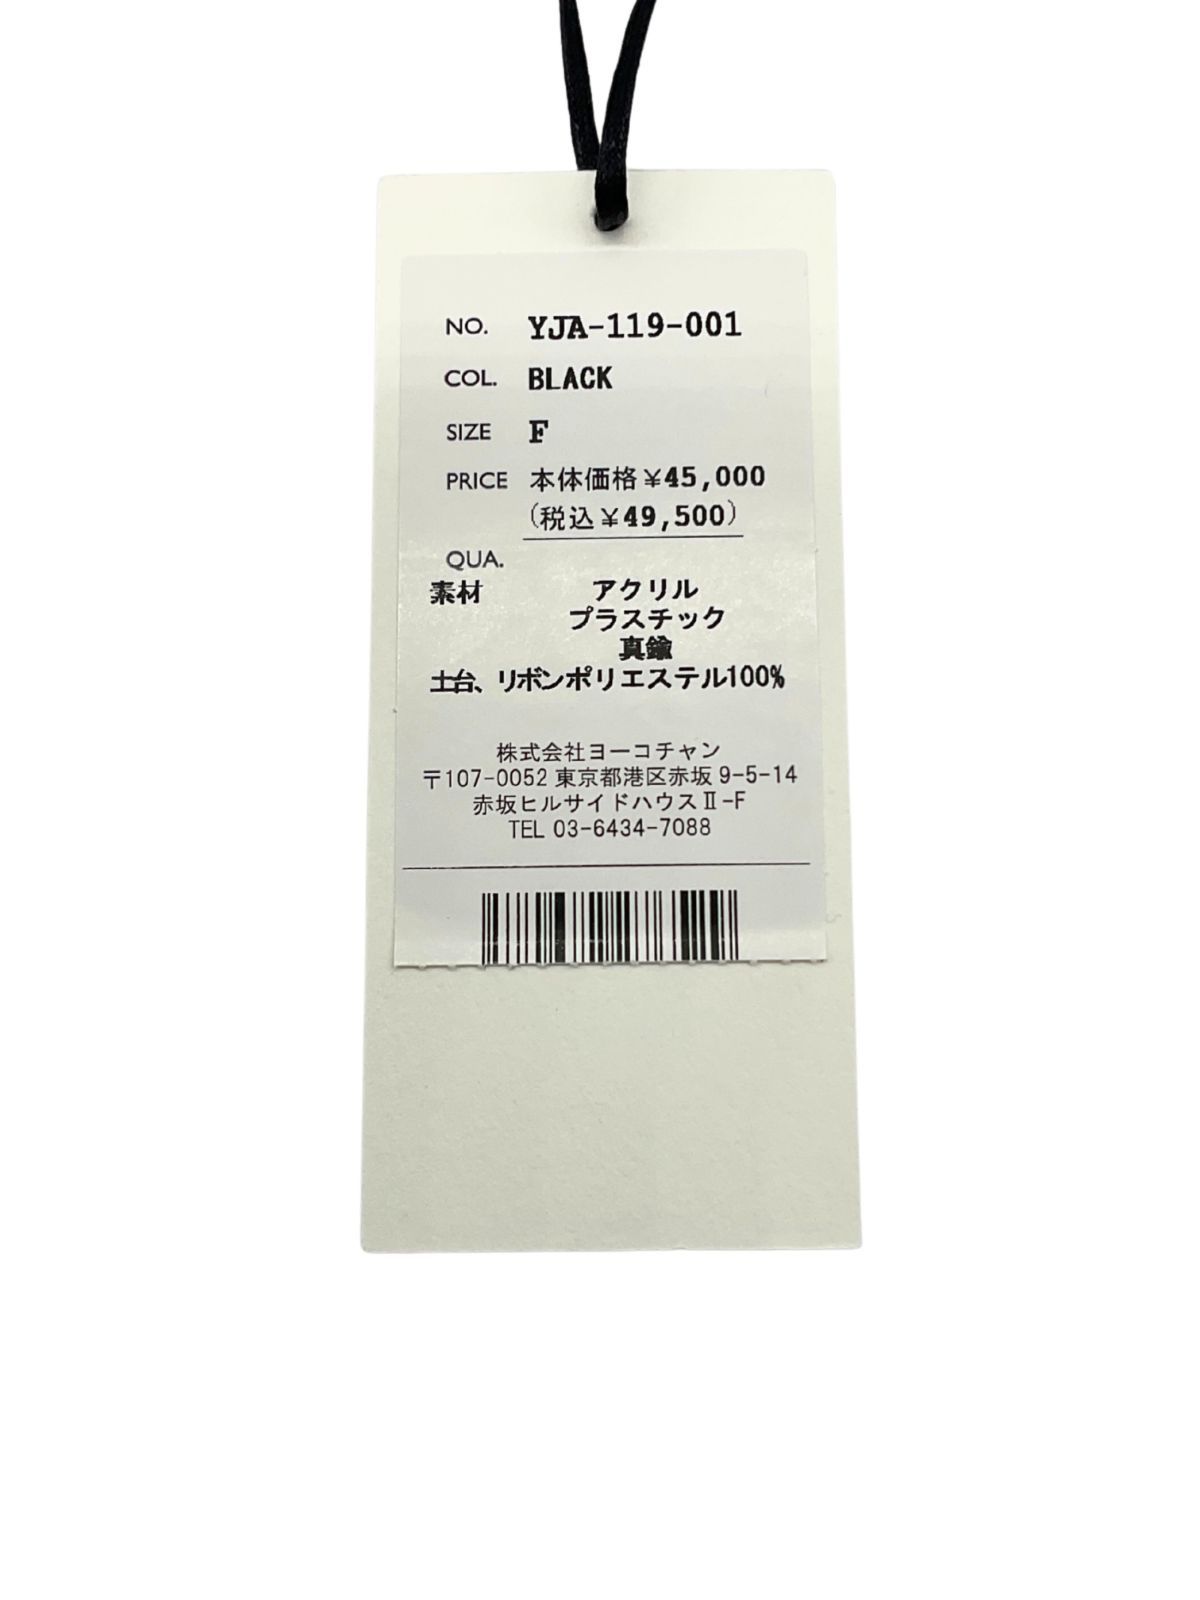 NO. YJA-119-001
COL. BLACK
SIZE F
PRICE 本体価格￥45,000
(税込￥49,500)
QUA.
素材 アクリル
プラスチック
真鍮
土台、リボンポリエステル100%
株式会社ヨーコチャン
〒107-0052 東京都港区赤坂 9-5-14
赤坂ヒルサイドハウスⅡ-F
TEL 03-6434-7088